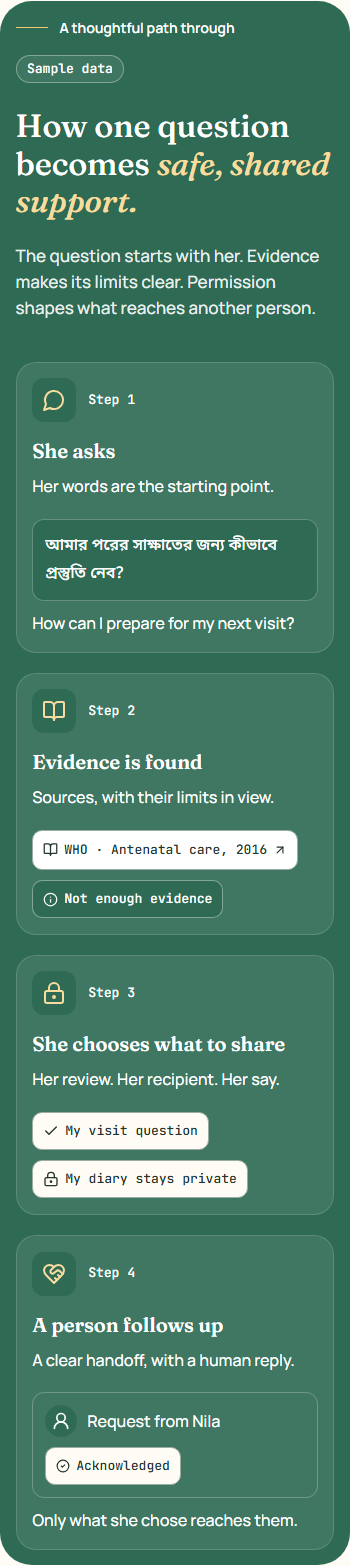 A thoughtful path through
Sample data
How one question
becomes safe, shared
support.
The question starts with her. Evidence
makes its limits clear. Permission
shapes what reaches another person.
Step 1
She asks
Her words are the starting point.
আমার পরের সাক্ষাতের জন্য কীভাবে
প্রস্তুতি নেব?
How can I prepare for my next visit?
Step 2
Evidence is found
Sources, with their limits in view.
WHO · Antenatal care, 2016 ↗
Not enough evidence
Step 3
She chooses what to share
Her review. Her recipient. Her say.
My visit question
My diary stays private
Step 4
A person follows up
A clear handoff, with a human reply.
Request from Nila
Acknowledged
Only what she chose reaches them.